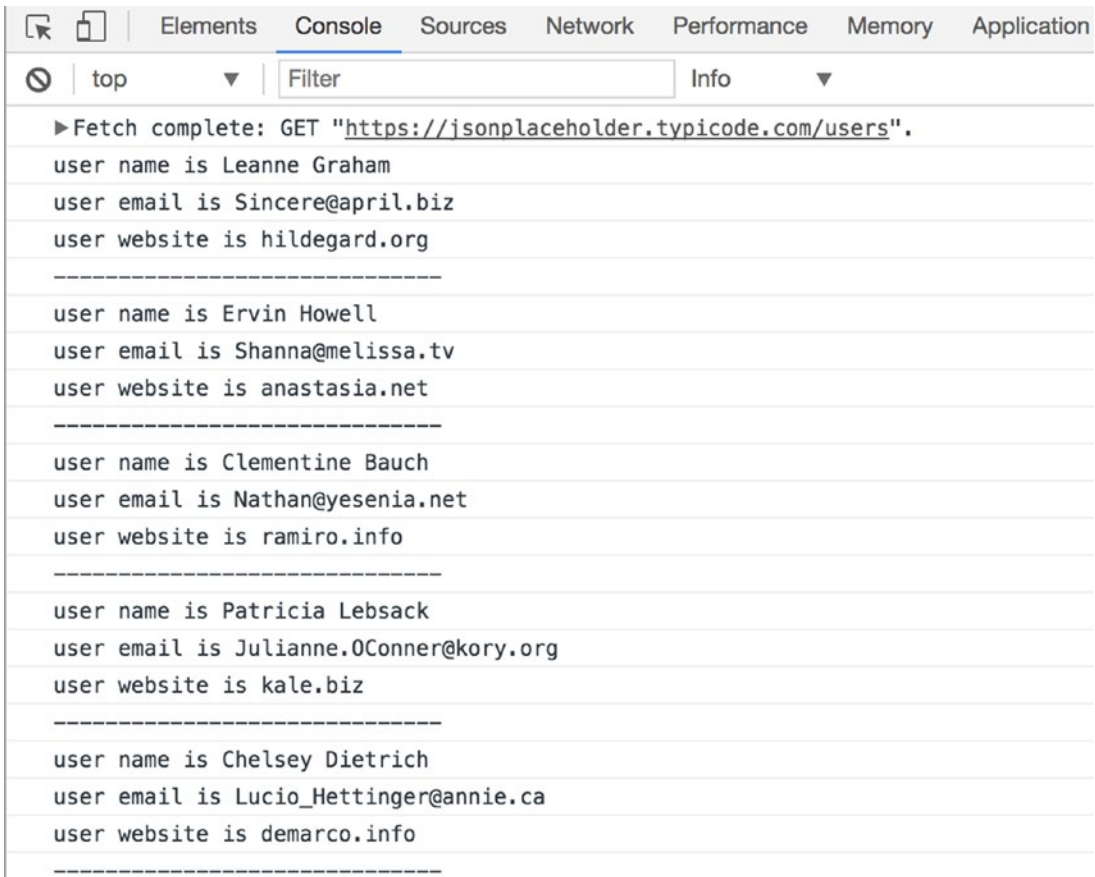 Elements Console Sources Network Performance Memory Application
top ▼ Filter Info ▼
▶Fetch complete: GET "https://jsonplaceholder.typicode.com/users".
user name is Leanne Graham
user email is Sincere@april.biz
user website is hildegard.org
------------------------------
user name is Ervin Howell
user email is Shanna@melissa.tv
user website is anastasia.net
------------------------------
user name is Clementine Bauch
user email is Nathan@yesenia.net
user website is ramiro.info
------------------------------
user name is Patricia Lebsack
user email is Julianne.OConner@kory.org
user website is kale.biz
------------------------------
user name is Chelsey Dietrich
user email is Lucio_Hettinger@annie.ca
user website is demarco.info
------------------------------